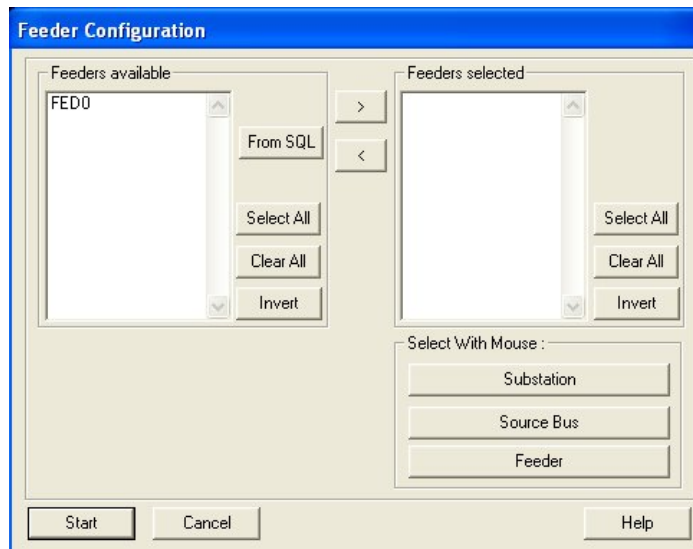 Feeder Configuration
Feeders available
FED0
From SQL
Select All
Clear All
Invert
>
<
Feeders selected
Select All
Clear All
Invert
Select With Mouse :
Substation
Source Bus
Feeder
Start
Cancel
Help